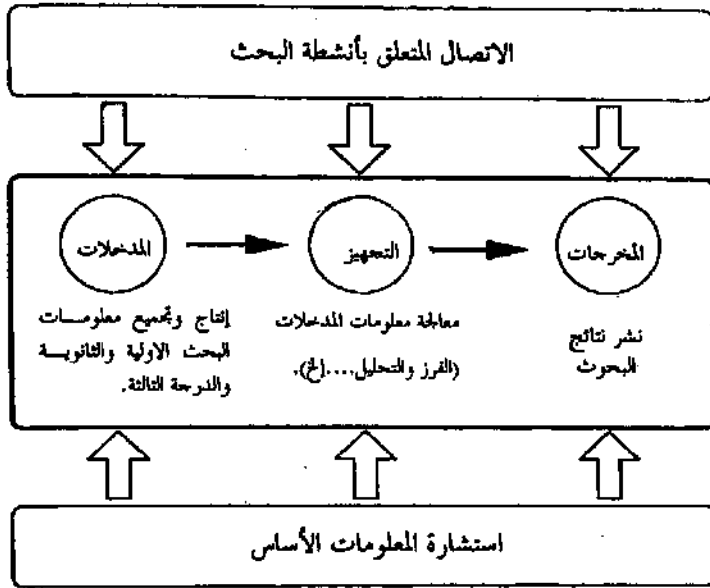 الاتصال المتعلق بأنشطة البحث
المدخلات
التجهيز
المخرجات
إنتاج وتجميع معلومات
البحث الاولية والثانوية
والدرجة الثالثة.
معالجة معلومات المدخلات
(الفرز والتحليل....إلخ).
نشر نتائج
البحوث
استشارة المعلومات الأساس